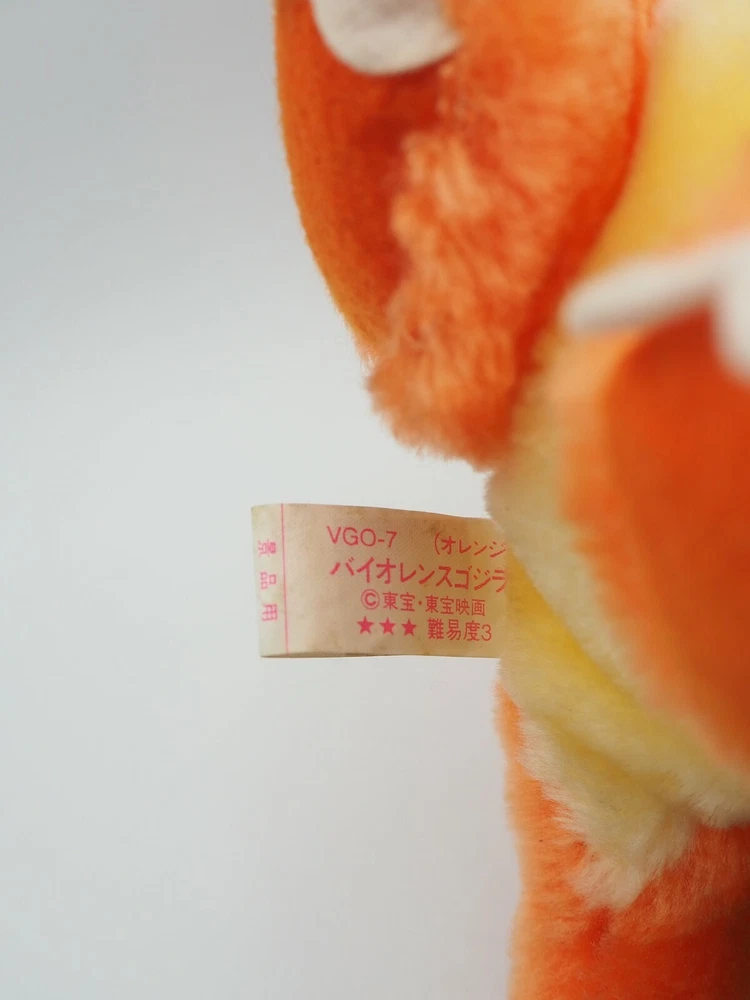 景品用
VGO-7 (オレンジ
バイオレンスゴジラ
©東宝・東宝映画
★★★ 難易度3